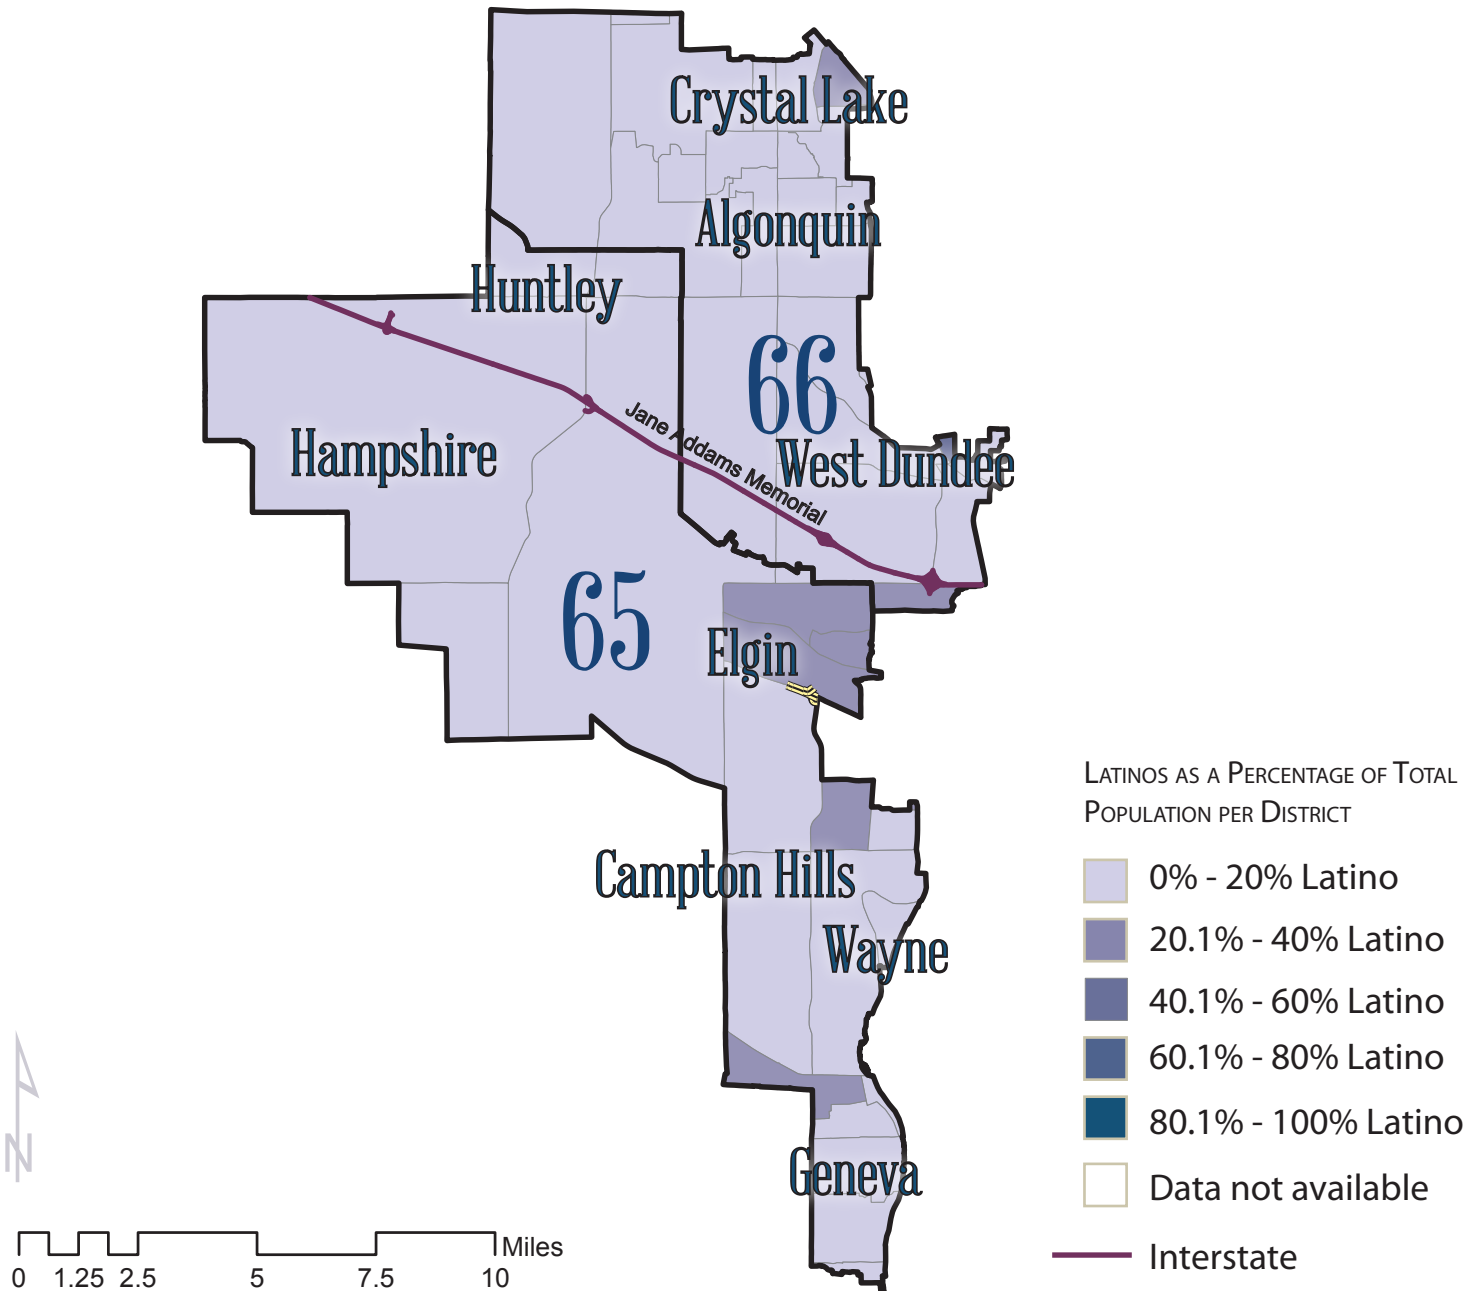 Crystal Lake
Algonquin
Huntley
66
Jane Addams Memorial
Hampshire
West Dundee
65
Elgin
LATINOS AS A PERCENTAGE OF TOTAL
POPULATION PER DISTRICT
0% - 20% Latino
Campton Hills
20.1% - 40% Latino
Wayne
40.1% - 60% Latino
60.1% - 80% Latino
80.1% - 100% Latino
N
Geneva
Data not available
Miles
Interstate
0 1.25 2.5 5 7.5 10